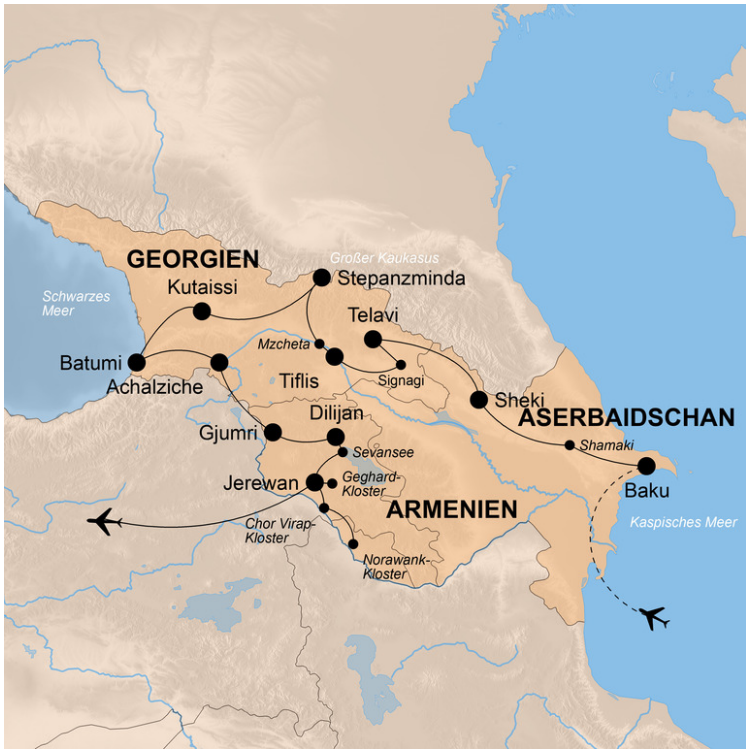 Großer Kaukasus
GEORGIEN
Stepanzminda
Kutaissi
Schwarzes
Meer
Telavi
Mzcheta
Batumi
Achalziche
Tiflis
Signagi
Sheki
Dilijan
ASERBAIDSCHAN
Gjumri
Sevansee
Shamaki
Jerewan
Geghard-
Kloster
Baku
ARMENIEN
Chor Virap-
Kloster
Kaspisches Meer
Norawank-
Kloster